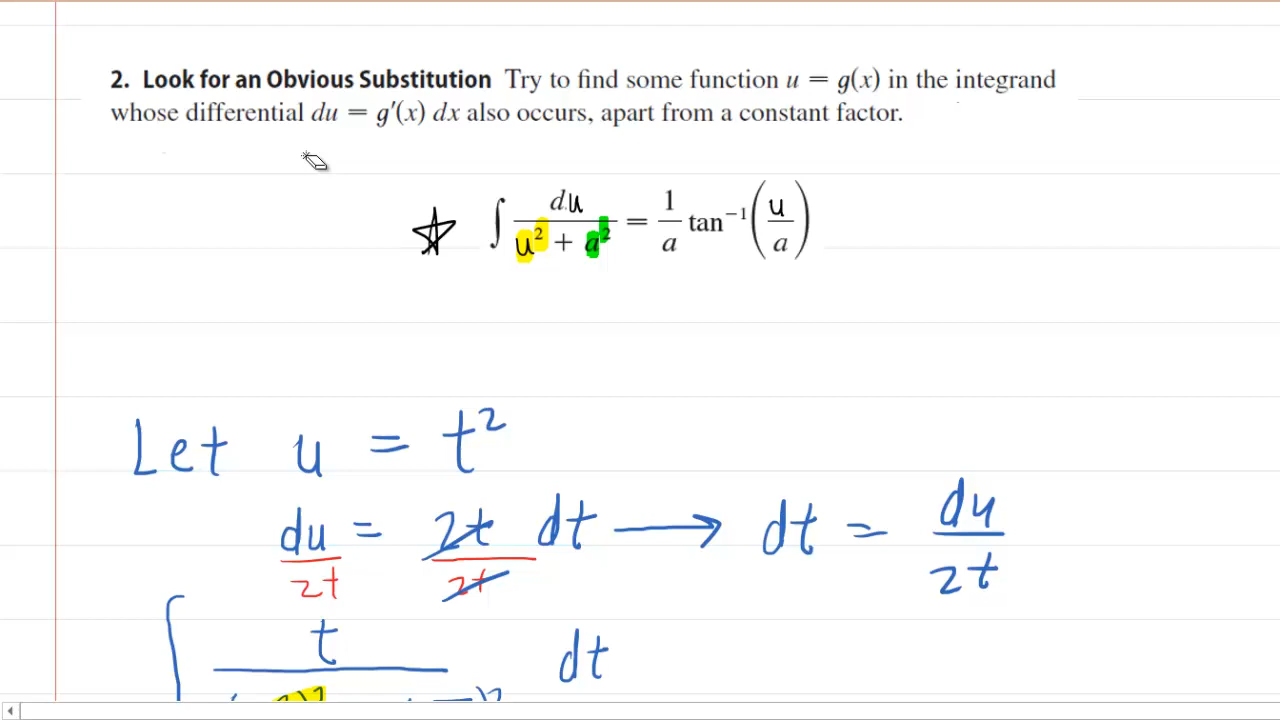 2. Look for an Obvious Substitution Try to find some function u = g(x) in the integrand
whose differential du = g′(x) dx also occurs, apart from a constant factor.
∫ du / (u² + a²) = 1/a tan⁻¹(u/a)
Let u = t²
du/2t = 2t/2t dt → dt = du/2t
∫ t dt